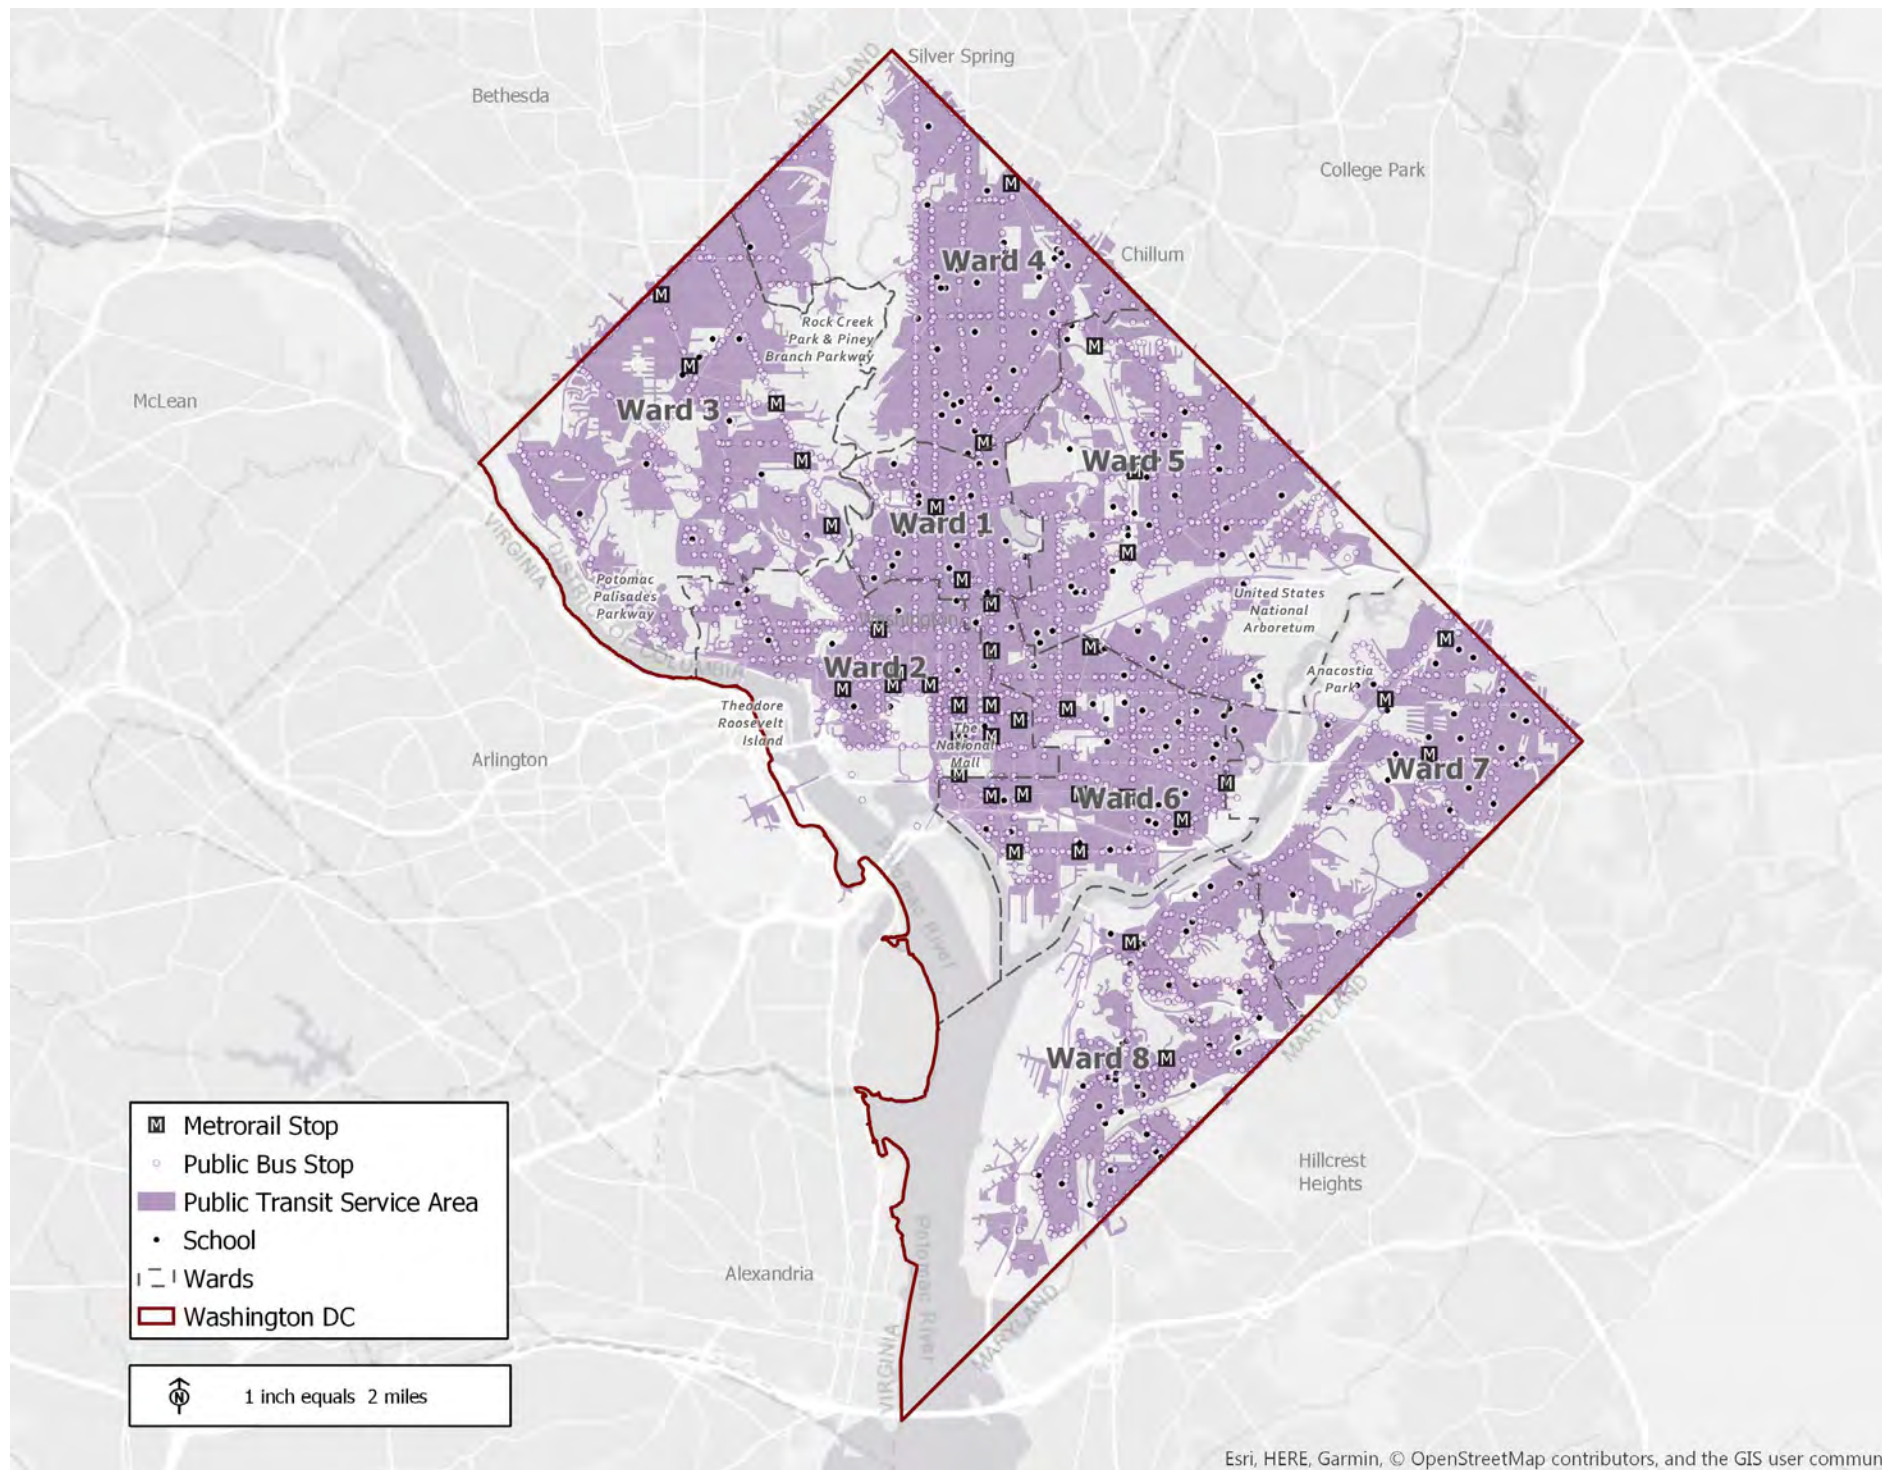 Silver Spring
MARYLAND
Bethesda
College Park
Chillum
Ward 4
Rock Creek
Park & Piney
Branch Parkway
McLean
Ward 3
Ward 5
Ward 1
VIRGINIA
DISTRICT OF COLUMBIA
Potomac
Palisades
Parkway
United States
National
Arboretum
Washington
Ward 2
Anacostia
Park
Theodore
Roosevelt
Island
The
National
Mall
Arlington
Ward 7
Ward 6
Potomac River
MARYLAND
Ward 8
Hillcrest
Heights
Alexandria
Potomac River
VIRGINIA
MARYLAND
M Metrorail Stop
Public Bus Stop
Public Transit Service Area
School
Wards
Washington DC
N
1 inch equals 2 miles
Esri, HERE, Garmin, © OpenStreetMap contributors, and the GIS user commun